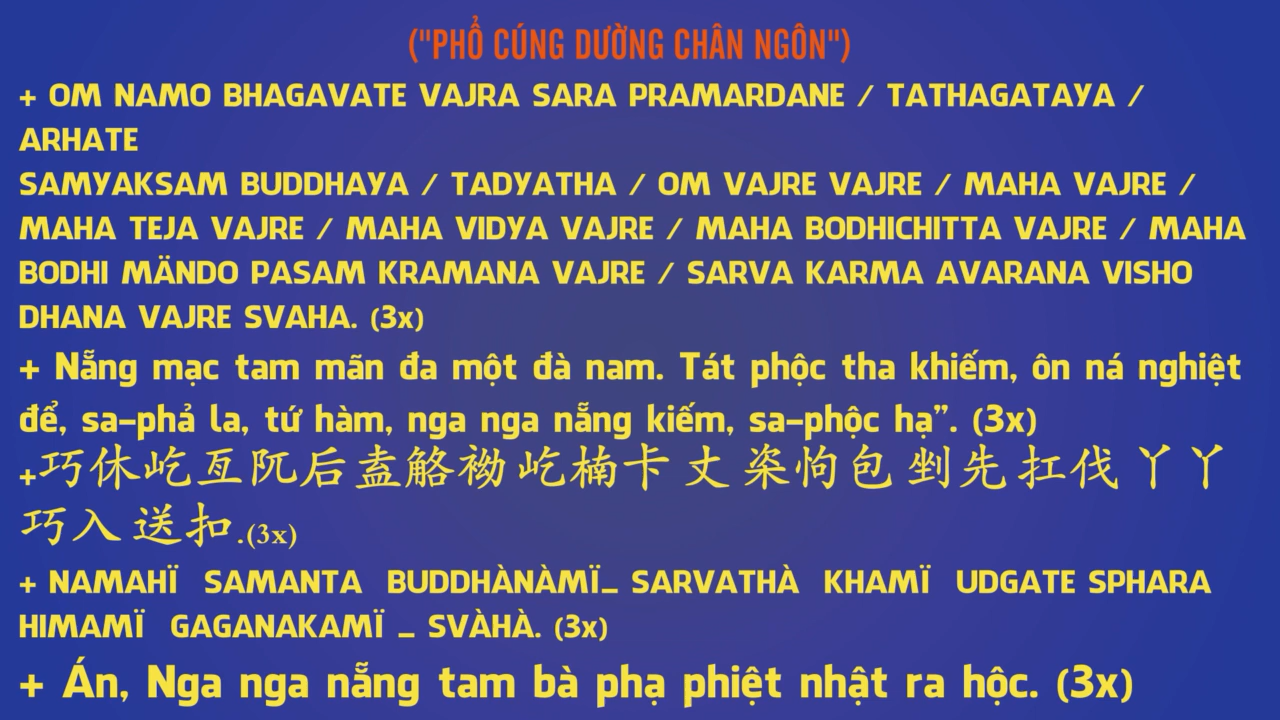 ("PHỔ CÚNG DƯỜNG CHÂN NGÔN")
+ OM NAMO BHAGAVATE VAJRA SARA PRAMARDANE / TATHAGATAYA /
ARHATE
SAMYAKSAM BUDDHAYA / TADYATHA / OM VAJRE VAJRE / MAHA VAJRE /
MAHA TEJA VAJRE / MAHA VIDYA VAJRE / MAHA BODHICHITTA VAJRE / MAHA
BODHI MÄNDO PASAM KRAMANA VAJRE / SARVA KARMA AVARANA VISHO
DHANA VAJRE SVAHA. (3x)
+ Nẵng mạc tam mãn đa một đà nam. Tát phộc tha khiếm, ôn ná nghiệt
để, sa-phả la, tứ hàm, nga nga nẵng kiếm, sa-phộc hạ”. (3x)
+巧休屹亙阮后盍觡袎屹楠卡 丈 桼怐包 剉先 扛伐 丫丫
巧入 送扣.(3x)
+ NAMAHÏ SAMANTA BUDDHÀNÀMÏ_ SARVATHÀ KHAMÏ UDGATE SPHARA
HIMAMÏ GAGANAKAMÏ _ SVÀHÀ. (3x)
+ Án, Nga nga nẵng tam bà phạ phiệt nhật ra hộc. (3x)